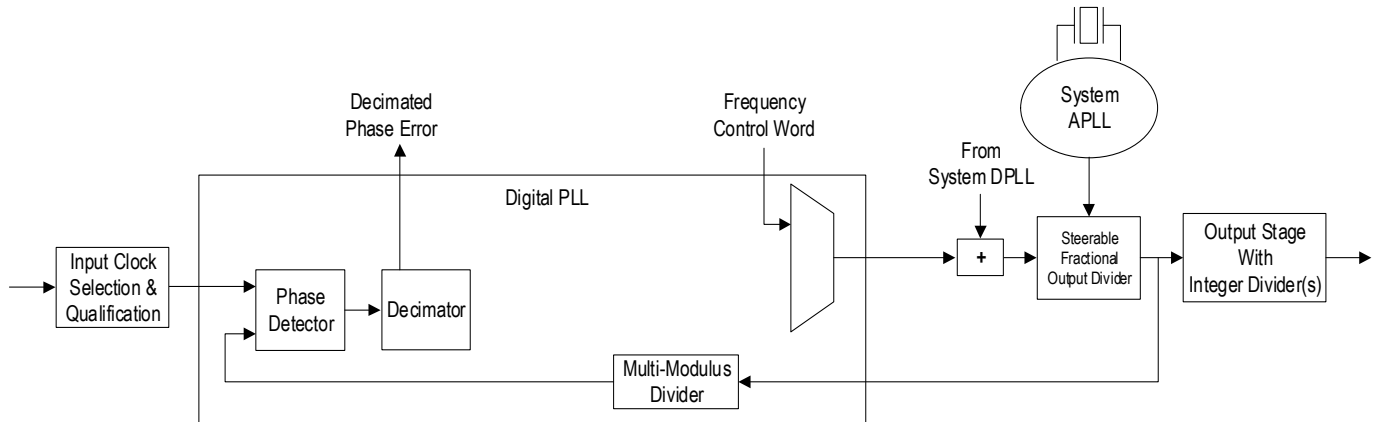 System
APLL
Decimated
Phase Error
Frequency
Control Word
From
System DPLL
Digital PLL
Input Clock
Selection &
Qualification
Phase
Detector
Decimator
+
Steerable
Fractional
Output Divider
Output Stage
With
Integer Divider(s)
Multi-Modulus
Divider